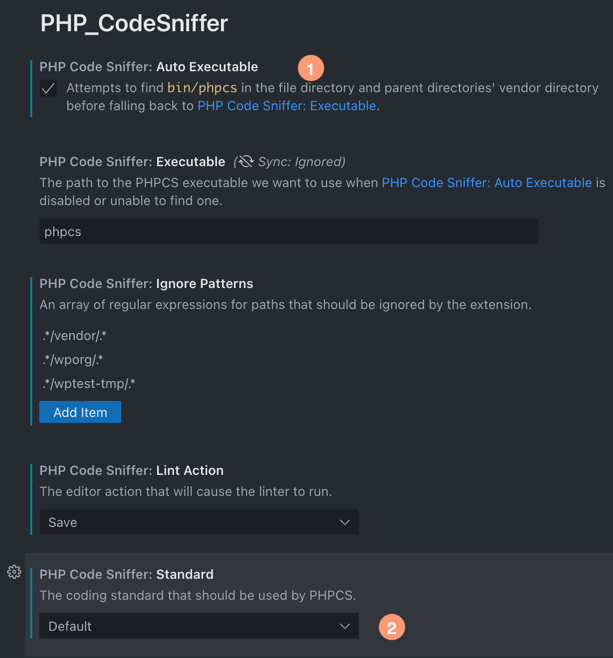 PHP_CodeSniffer
PHP Code Sniffer: Auto Executable
1
Attempts to find bin/phpcs in the file directory and parent directories' vendor directory
before falling back to PHP Code Sniffer: Executable.
PHP Code Sniffer: Executable (Sync: Ignored)
The path to the PHPCS executable we want to use when PHP Code Sniffer: Auto Executable is
disabled or unable to find one.
phpcs
PHP Code Sniffer: Ignore Patterns
An array of regular expressions for paths that should be ignored by the extension.
.*/vendor/.*
.*/wporg/.*
.*/wptest-tmp/.*
Add Item
PHP Code Sniffer: Lint Action
The editor action that will cause the linter to run.
Save
PHP Code Sniffer: Standard
The coding standard that should be used by PHPCS.
Default
2